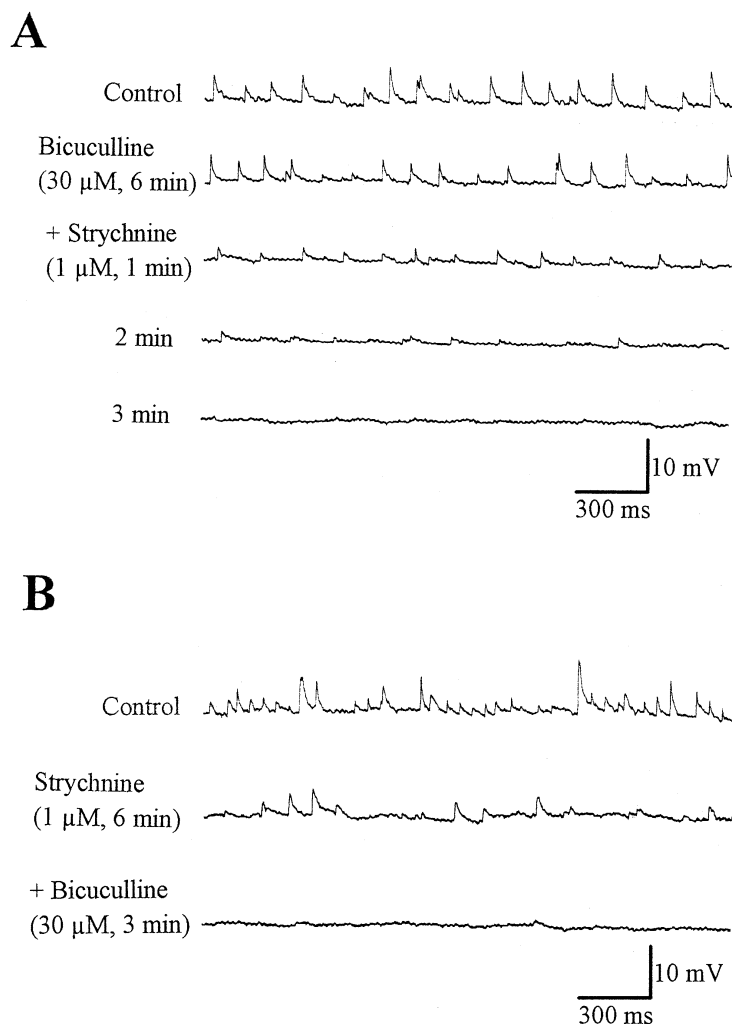 A
Control
Bicuculline
(30 µM, 6 min)
+ Strychnine
(1 µM, 1 min)
2 min
3 min
10 mV
300 ms
B
Control
Strychnine
(1 µM, 6 min)
+ Bicuculline
(30 µM, 3 min)
10 mV
300 ms